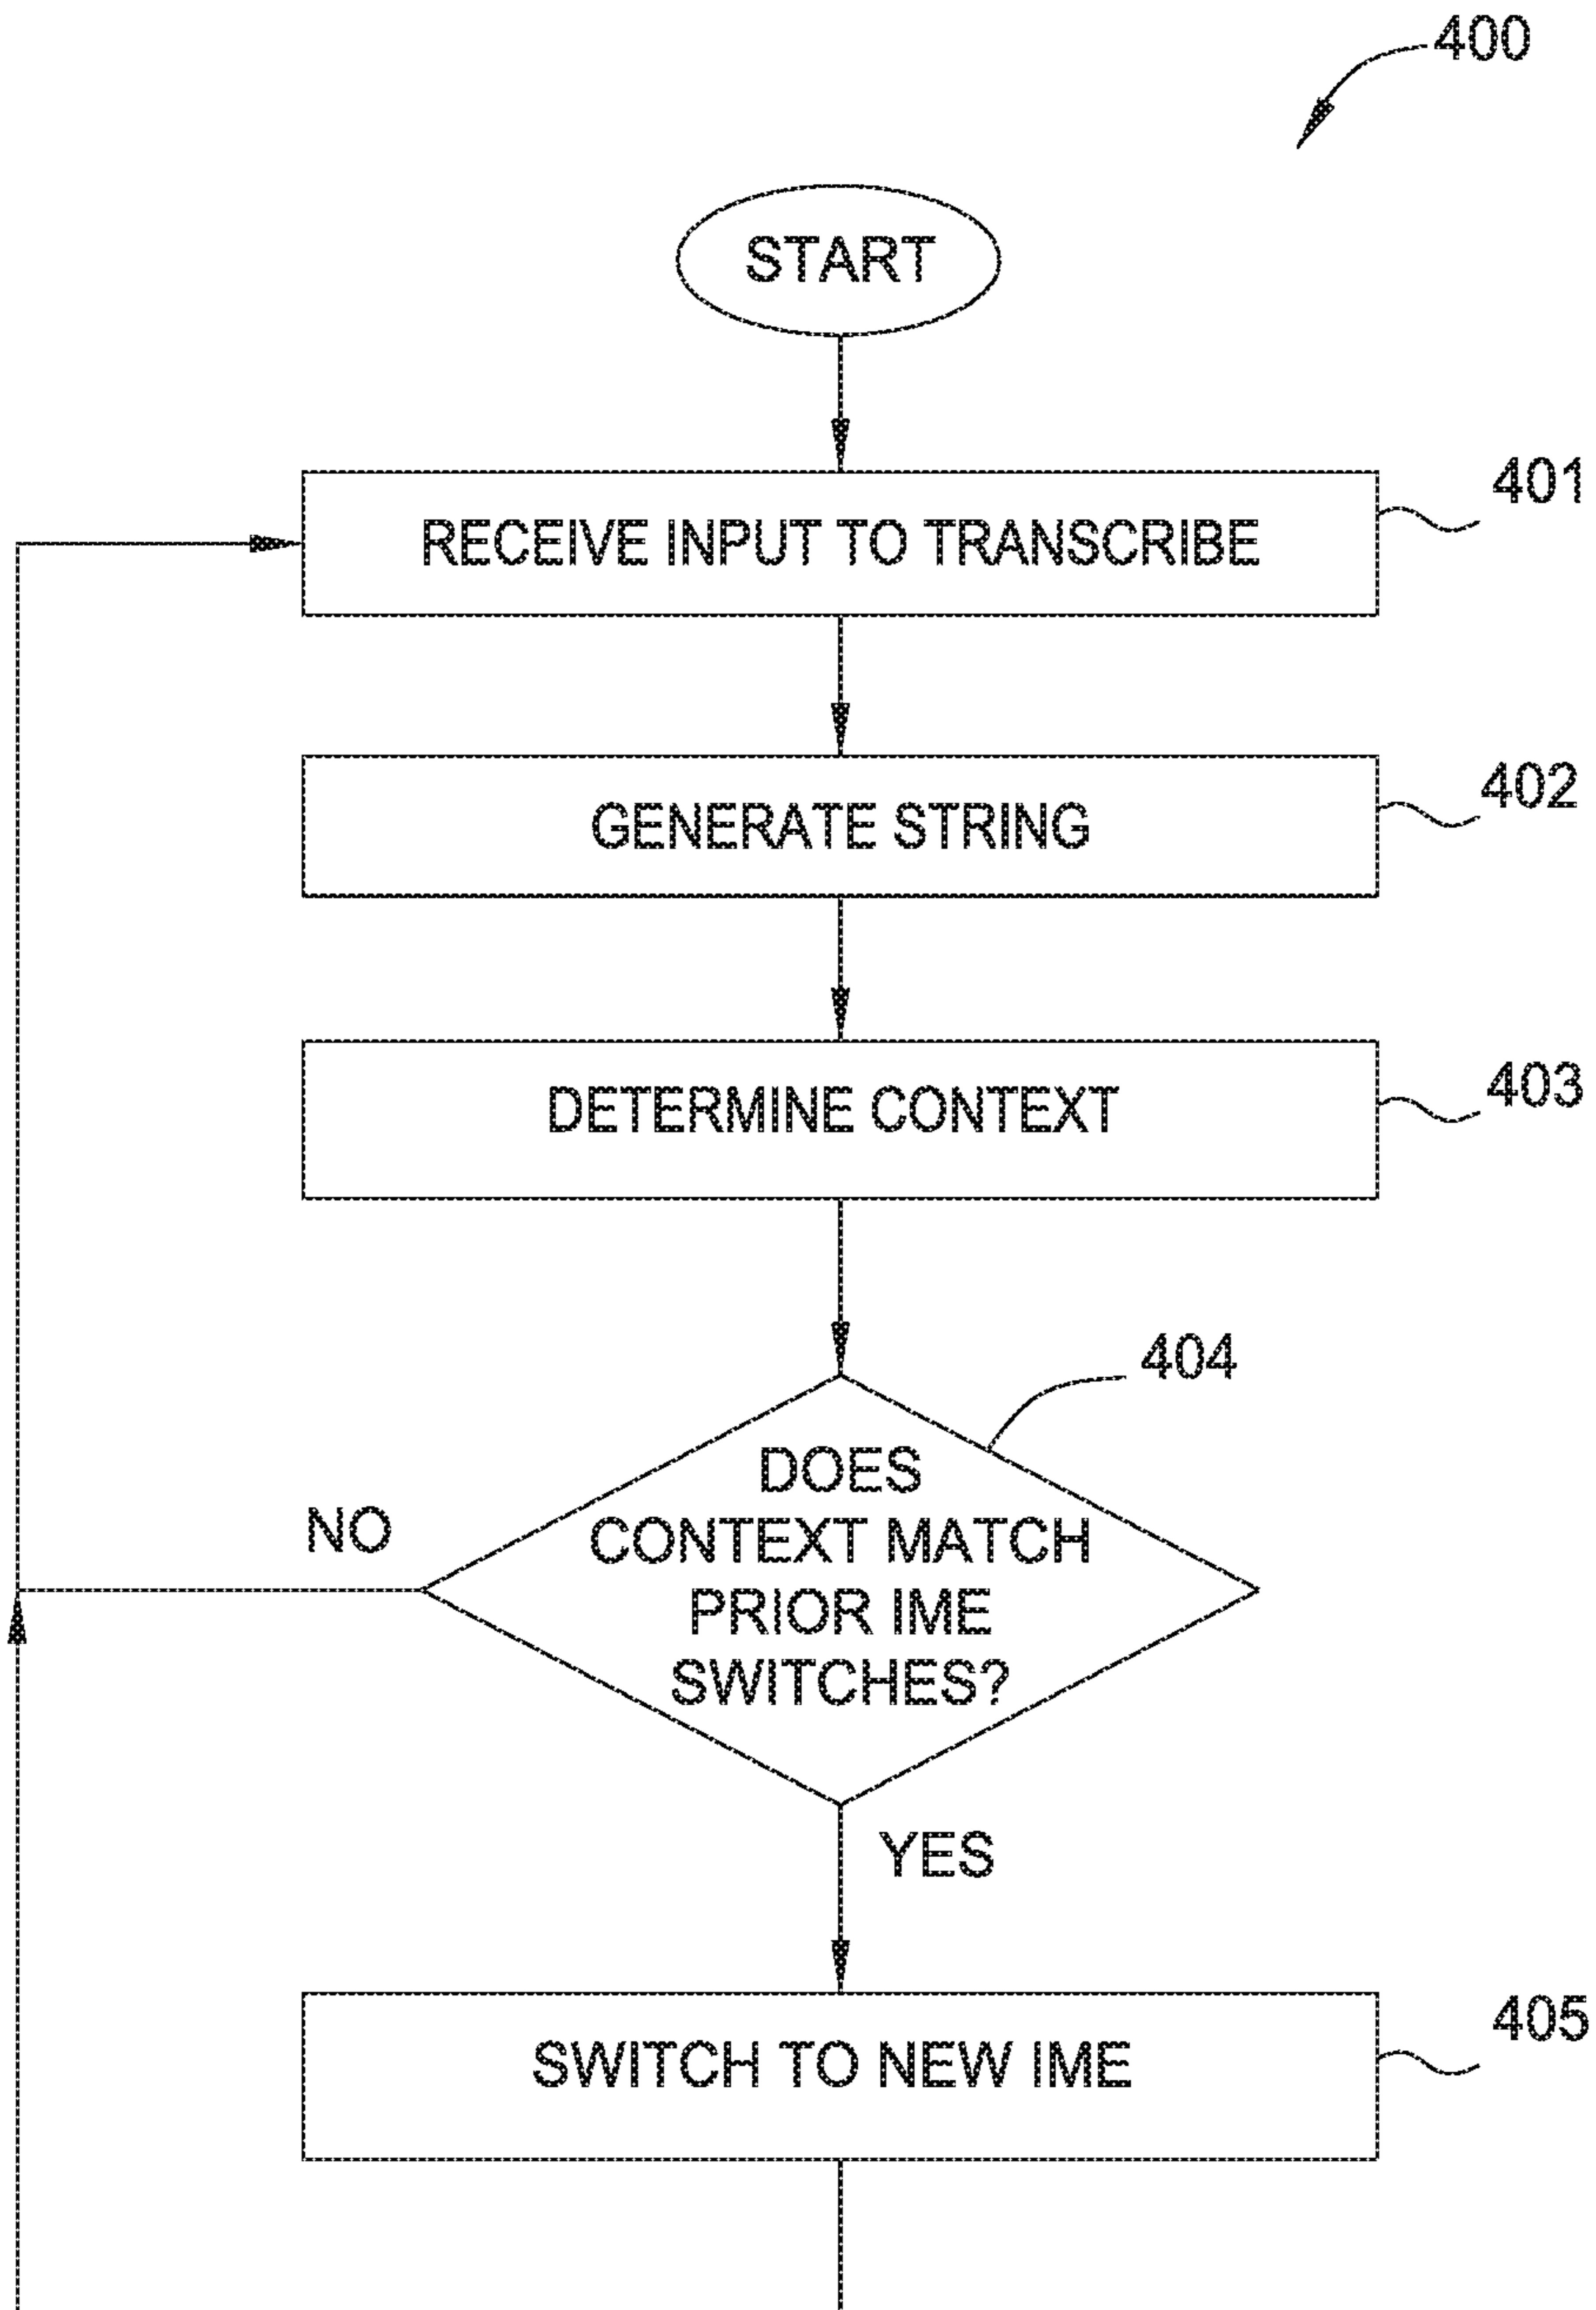 400
START
401
RECEIVE INPUT TO TRANSCRIBE
402
GENERATE STRING
403
DETERMINE CONTEXT
404
DOES
CONTEXT MATCH
PRIOR IME
SWITCHES?
NO
YES
405
SWITCH TO NEW IME